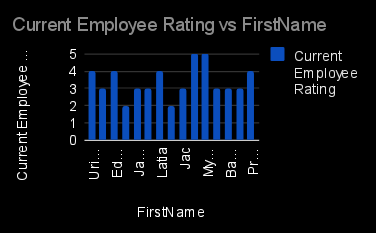 Current Employee Rating vs FirstName
Current Employee ...
5
4
3
2
1
0
Uri...
Ed...
Ja...
Latia
Jac
My...
Ba...
Pr...
FirstName
Current
Employee
Rating